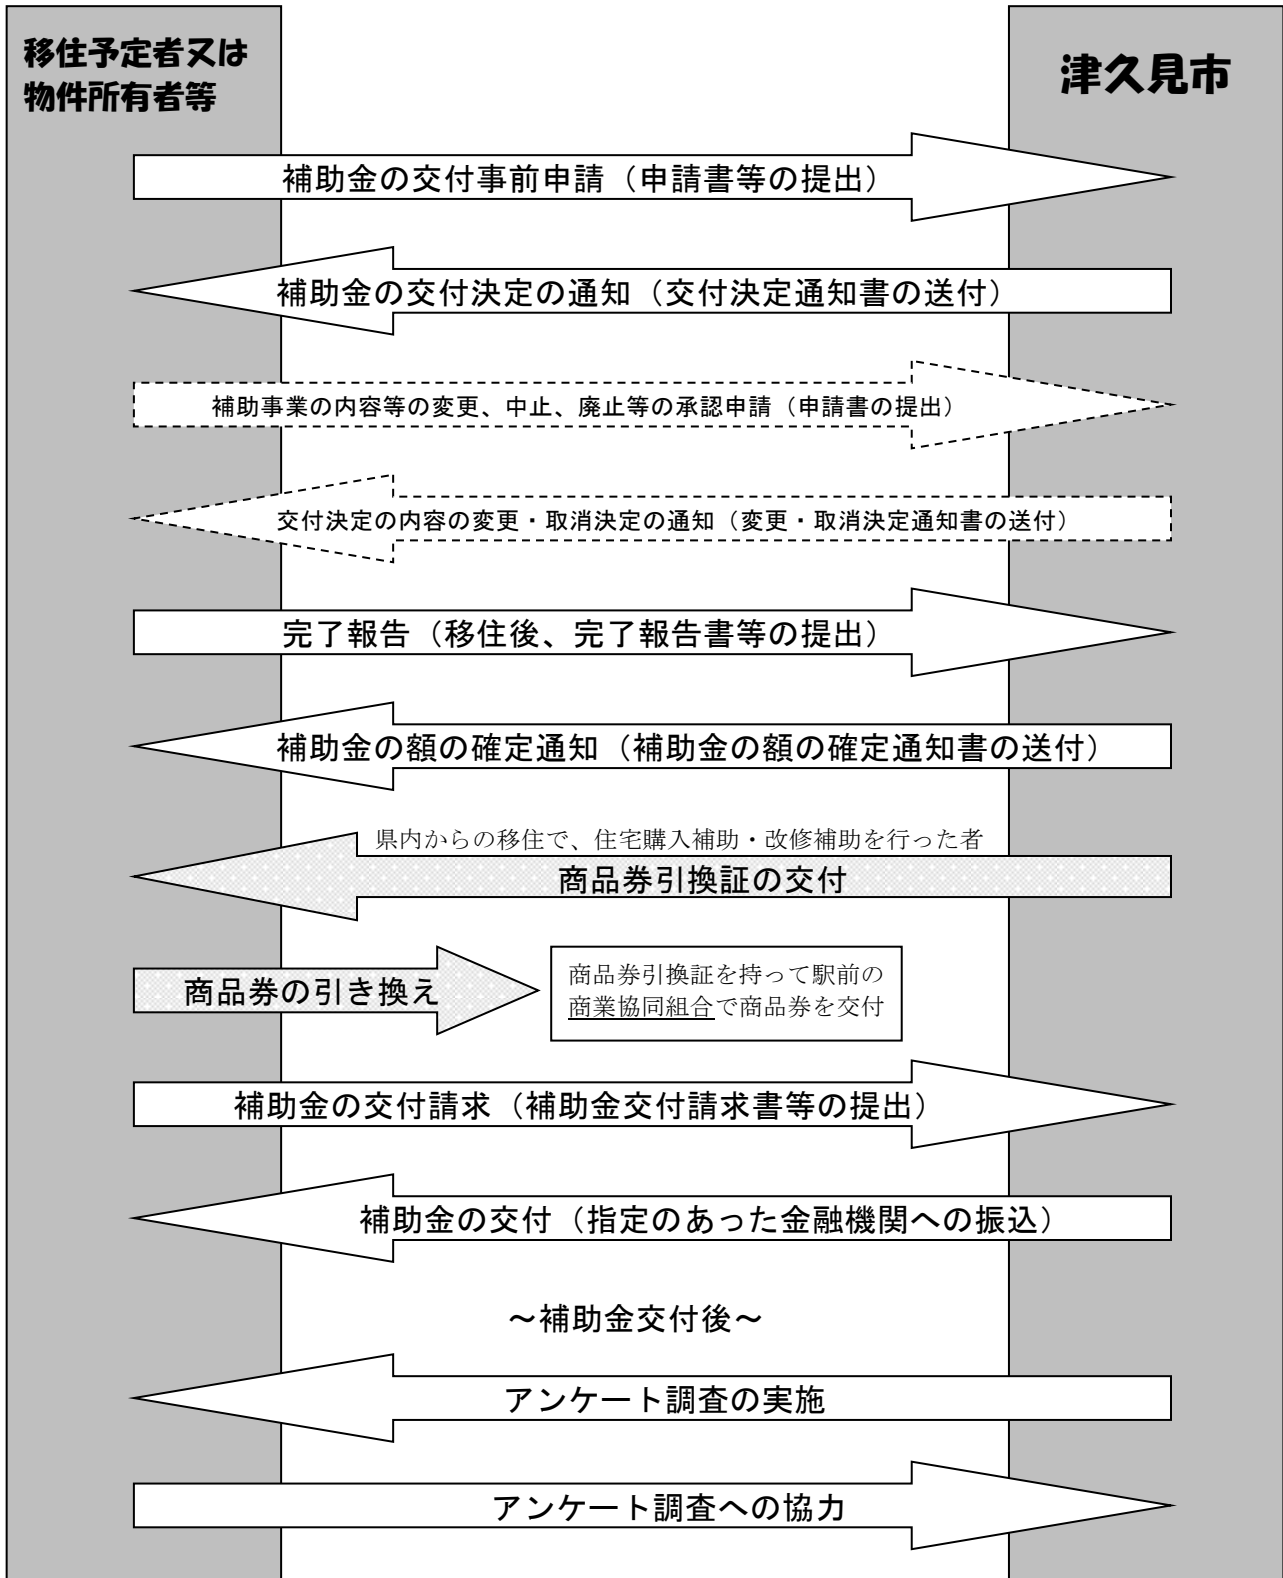 移住予定者又は
物件所有者等
津久見市
補助金の交付事前申請（申請書等の提出）
補助金の交付決定の通知（交付決定通知書の送付）
補助事業の内容等の変更、中止、廃止等の承認申請（申請書の提出）
交付決定の内容の変更・取消決定の通知（変更・取消決定通知書の送付）
完了報告（移住後、完了報告書等の提出）
補助金の額の確定通知（補助金の額の確定通知書の送付）
県内からの移住で、住宅購入補助・改修補助を行った者
商品券引換証の交付
商品券の引き換え
商品券引換証を持って駅前の
商業協同組合で商品券を交付
補助金の交付請求（補助金交付請求書等の提出）
補助金の交付（指定のあった金融機関への振込）
～補助金交付後～
アンケート調査の実施
アンケート調査への協力